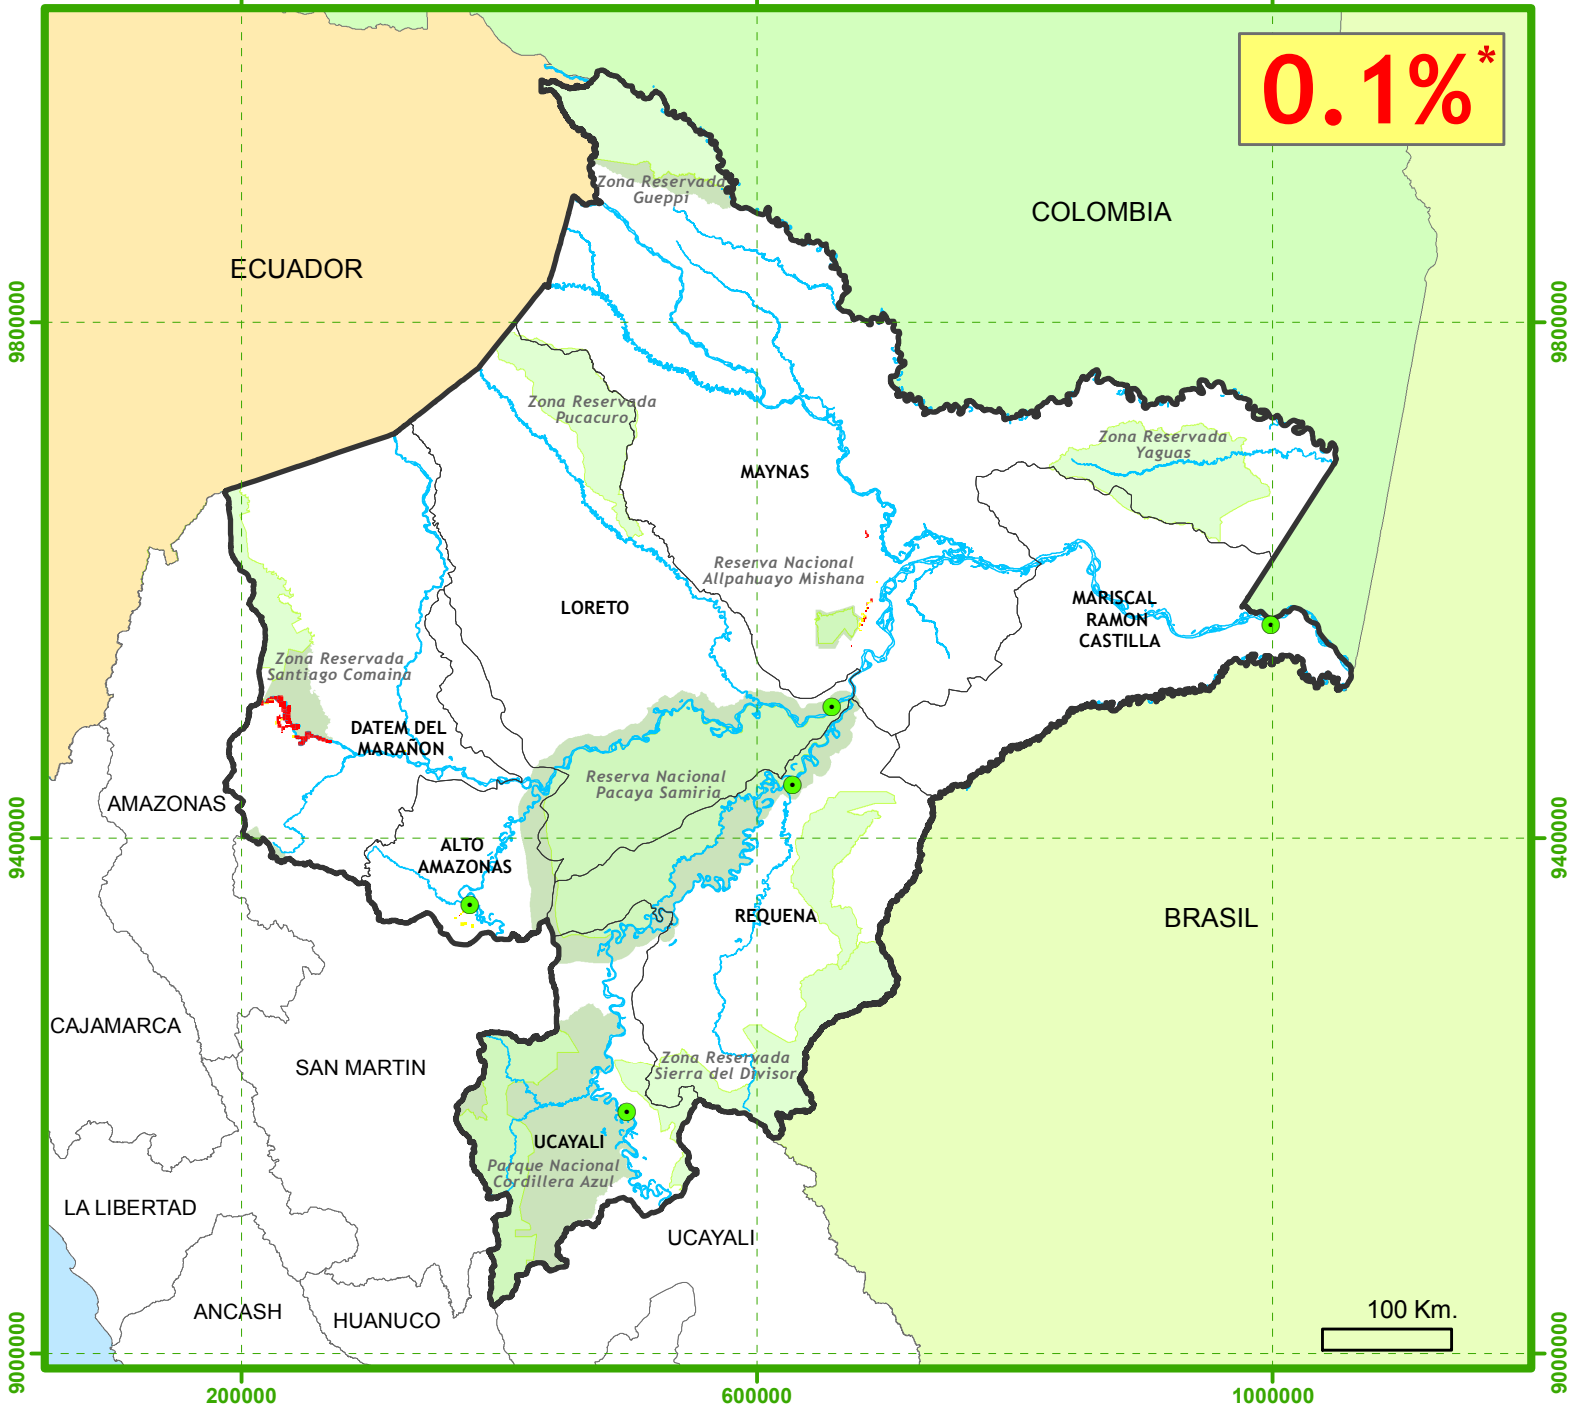 0.1%*
COLOMBIA
ECUADOR
Zona Reservada
Gueppi
9800000
9800000
Zona Reservada
Pucacuro
Zona Reservada
Yaguas
MAYNAS
Reserva Nacional
Allpahuayo Mishana
LORETO
MARISCAL
RAMON
CASTILLA
Zona Reservada
Santiago Comaina
DATEM DEL
MARAÑON
Reserva Nacional
Pacaya Samiria
AMAZONAS
9400000
9400000
ALTO
AMAZONAS
REQUENA
BRASIL
CAJAMARCA
SAN MARTIN
Zona Reservada
Sierra del Divisor
UCAYALI
Parque Nacional
Cordillera Azul
LA LIBERTAD
UCAYALI
ANCASH
HUANUCO
100 Km.
9000000
9000000
200000
600000
1000000